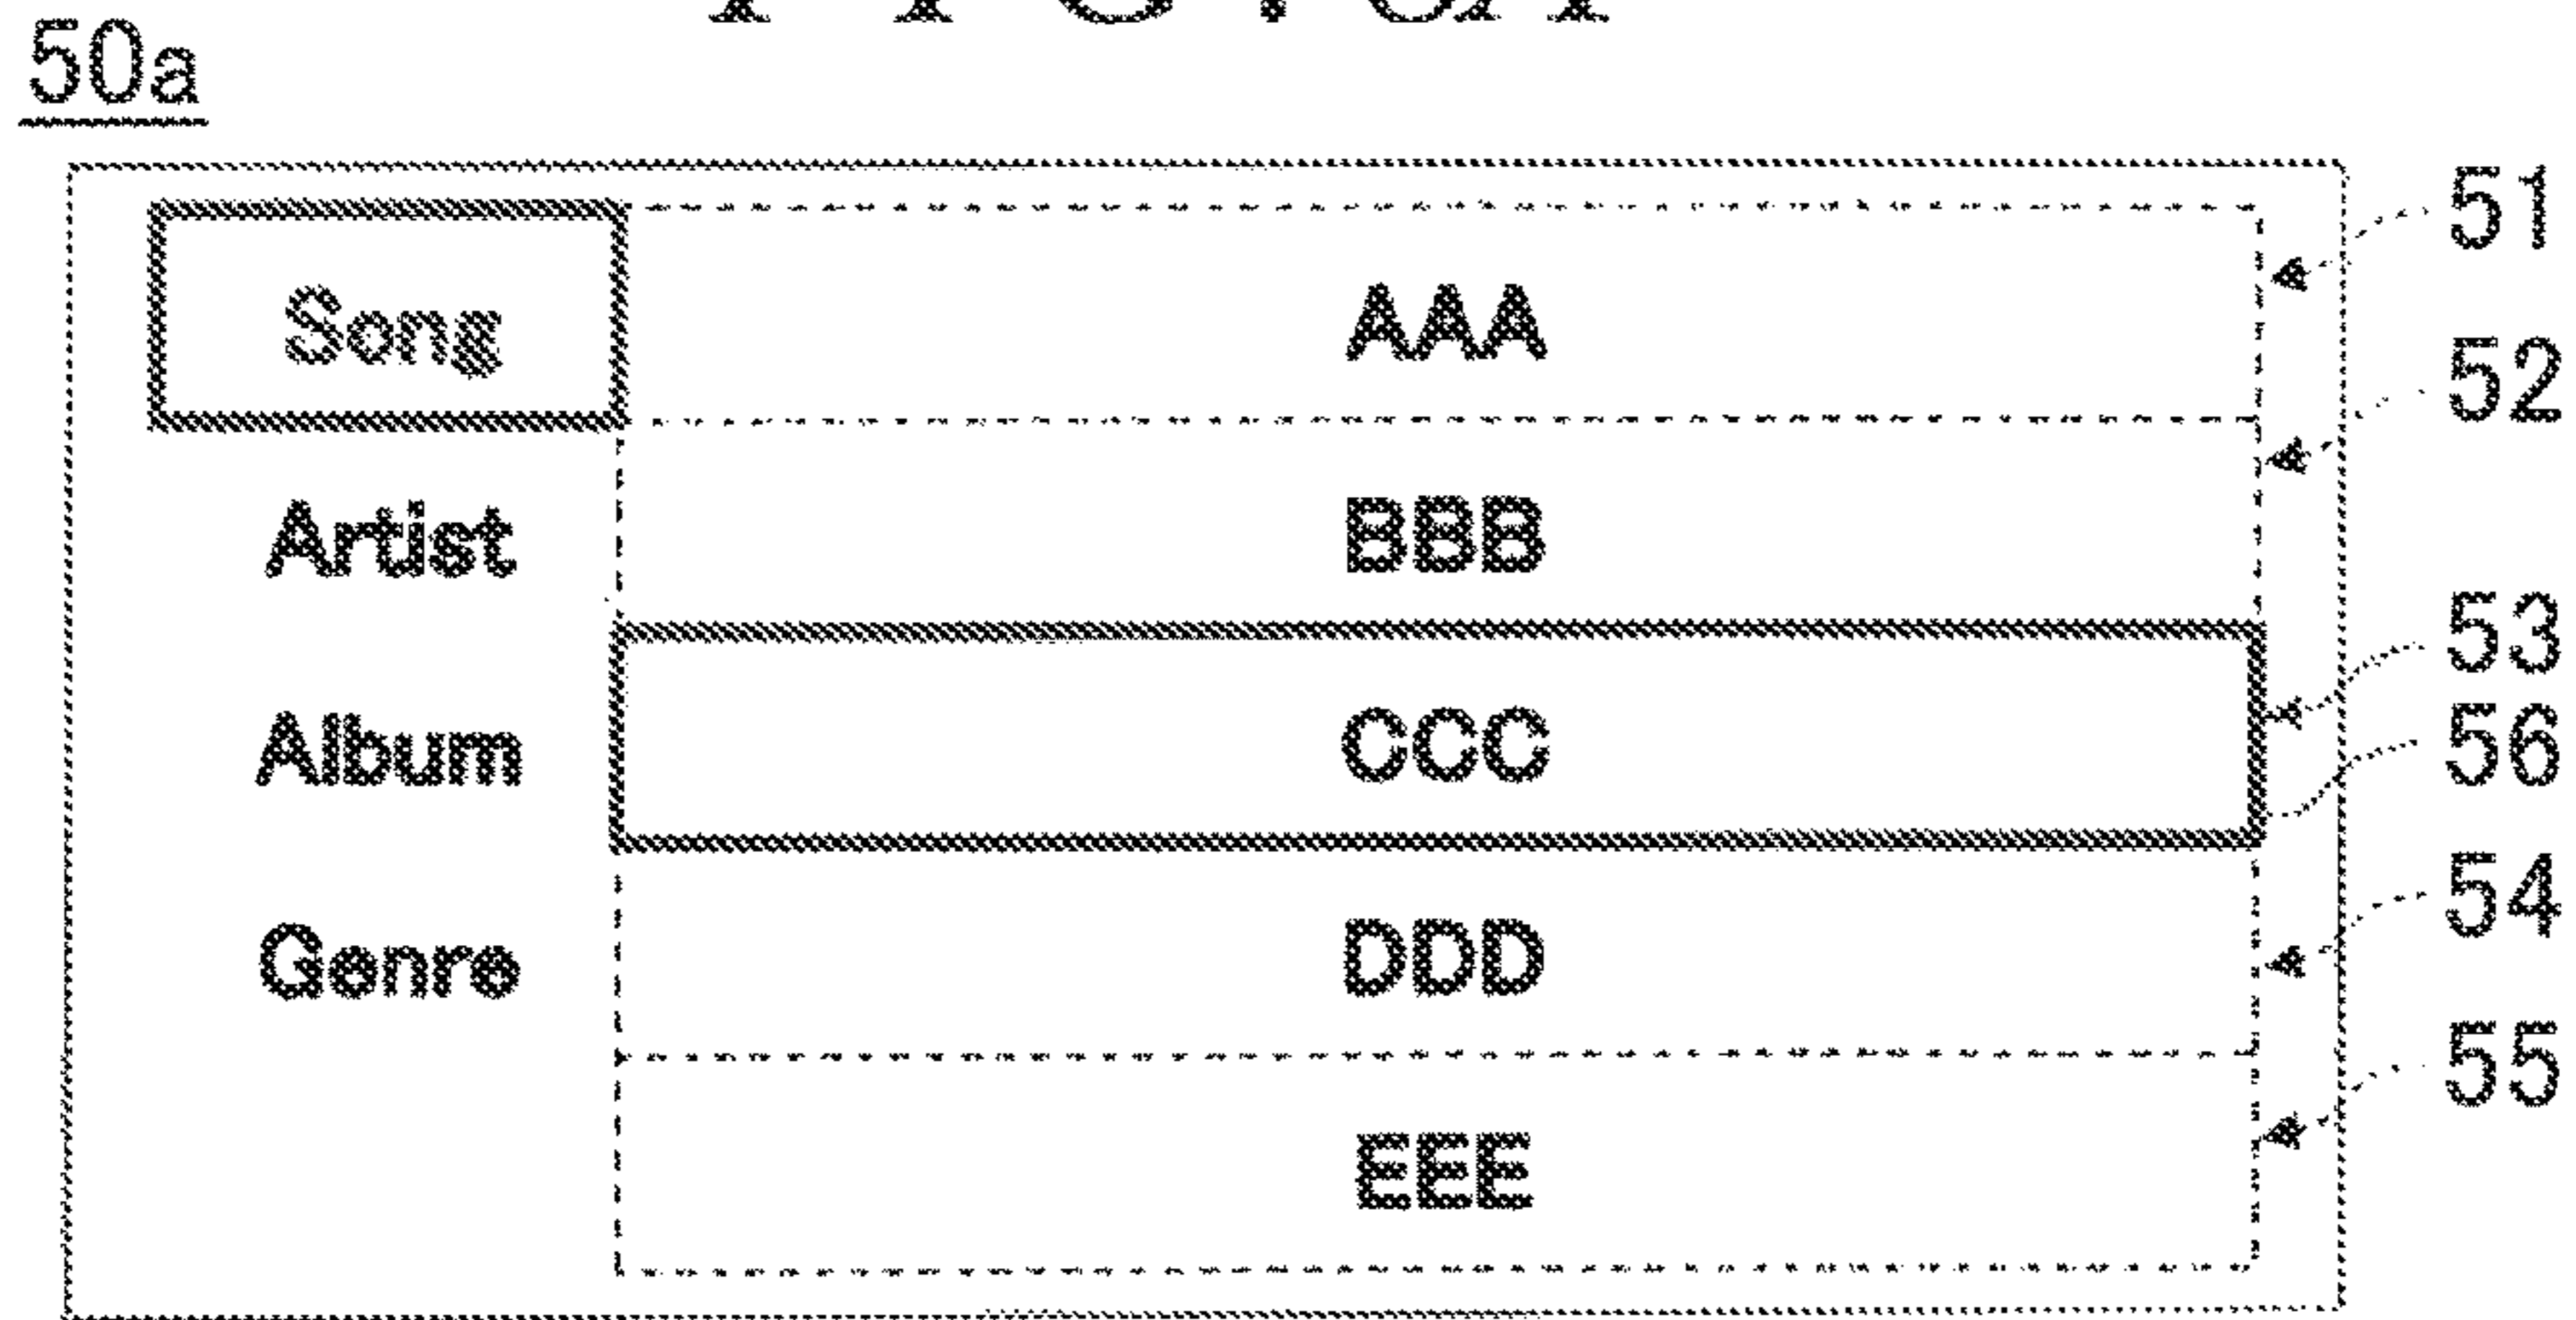 50a
Song AAA 51
52
Artist BBB
53
Album CCC
56
54
Genre DDD
55
EEE